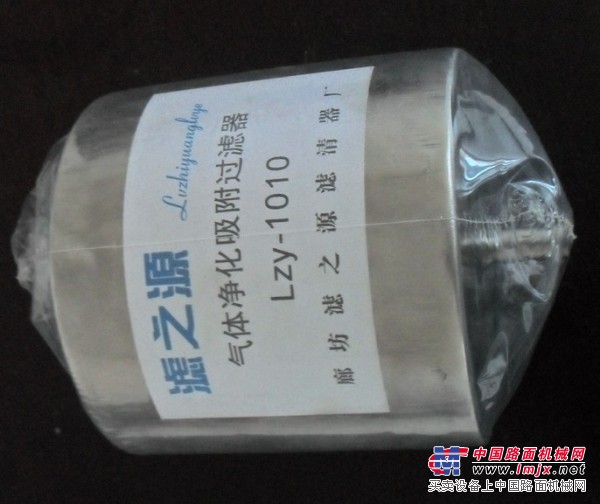 滤之源
Luzhiyuanglvye
气体净化吸附过滤器
Lzy-1010
廊坊滤之源滤清器厂
中国路面机械网
www.lmjx.net
买卖设备上中国路面机械网